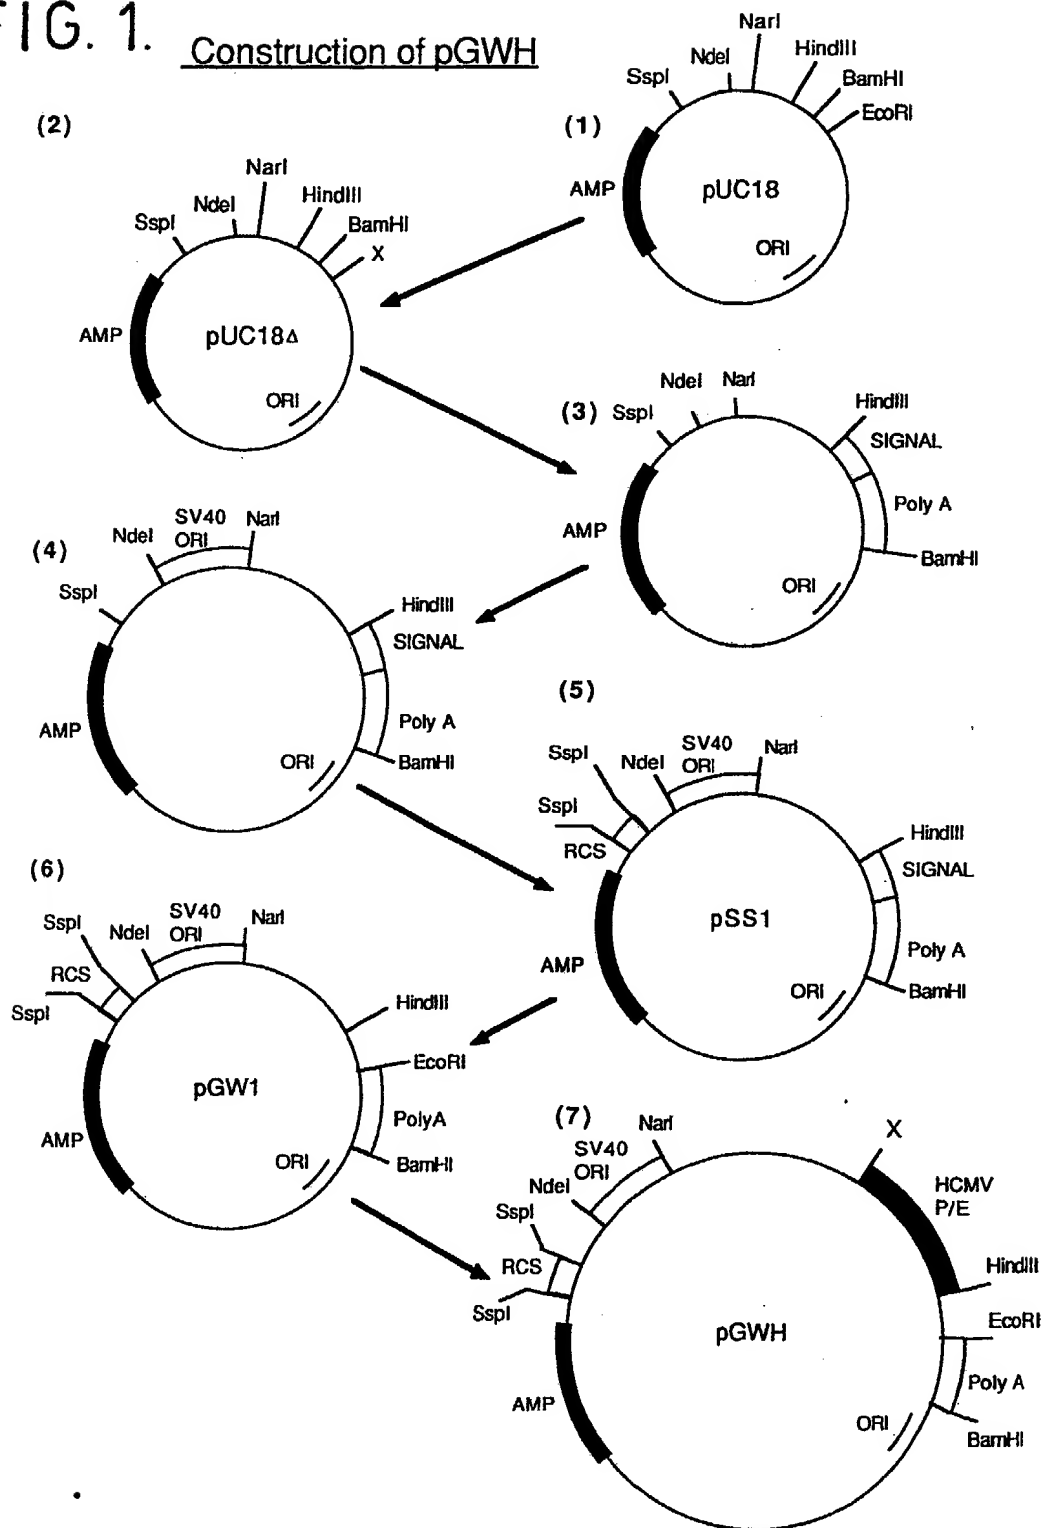 FIG. 1.
Construction of pGWH
(1)
NarI
NdeI
HindIII
SspI
BamHI
EcoRI
AMP
pUC18
ORI
(2)
NarI
NdeI
HindIII
SspI
BamHI
X
AMP
pUC18Δ
ORI
(3)
NdeI
NarI
SspI
HindIII
SIGNAL
Poly A
AMP
BamHI
ORI
(4)
SV40
ORI
NdeI
NarI
SspI
HindIII
SIGNAL
AMP
Poly A
ORI
BamHI
(5)
SspI
NdeI
SV40
ORI
NarI
SspI
RCS
HindIII
SIGNAL
pSS1
AMP
Poly A
ORI
BamHI
(6)
SspI
NdeI
SV40
ORI
NarI
RCS
SspI
HindIII
EcoRI
pGW1
PolyA
AMP
ORI
BamHI
(7)
NarI
X
SV40
ORI
HCMV
P/E
NdeI
SspI
RCS
HindIII
SspI
EcoRI
pGWH
Poly A
AMP
ORI
BamHI